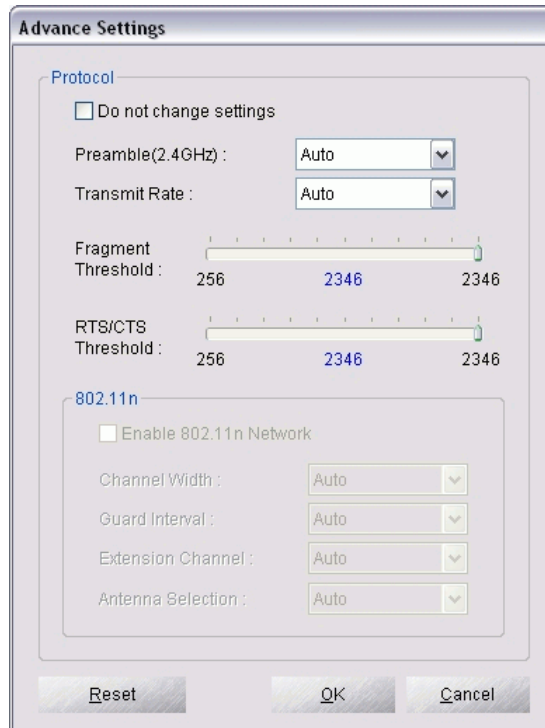 Advance Settings
Protocol
Do not change settings
Preamble(2.4GHz) : Auto
Transmit Rate : Auto
Fragment
Threshold :
256 2346 2346
RTS/CTS
Threshold :
256 2346 2346
802.11n
Enable 802.11n Network
Channel Width : Auto
Guard Interval : Auto
Extension Channel : Auto
Antenna Selection : Auto
Reset OK Cancel